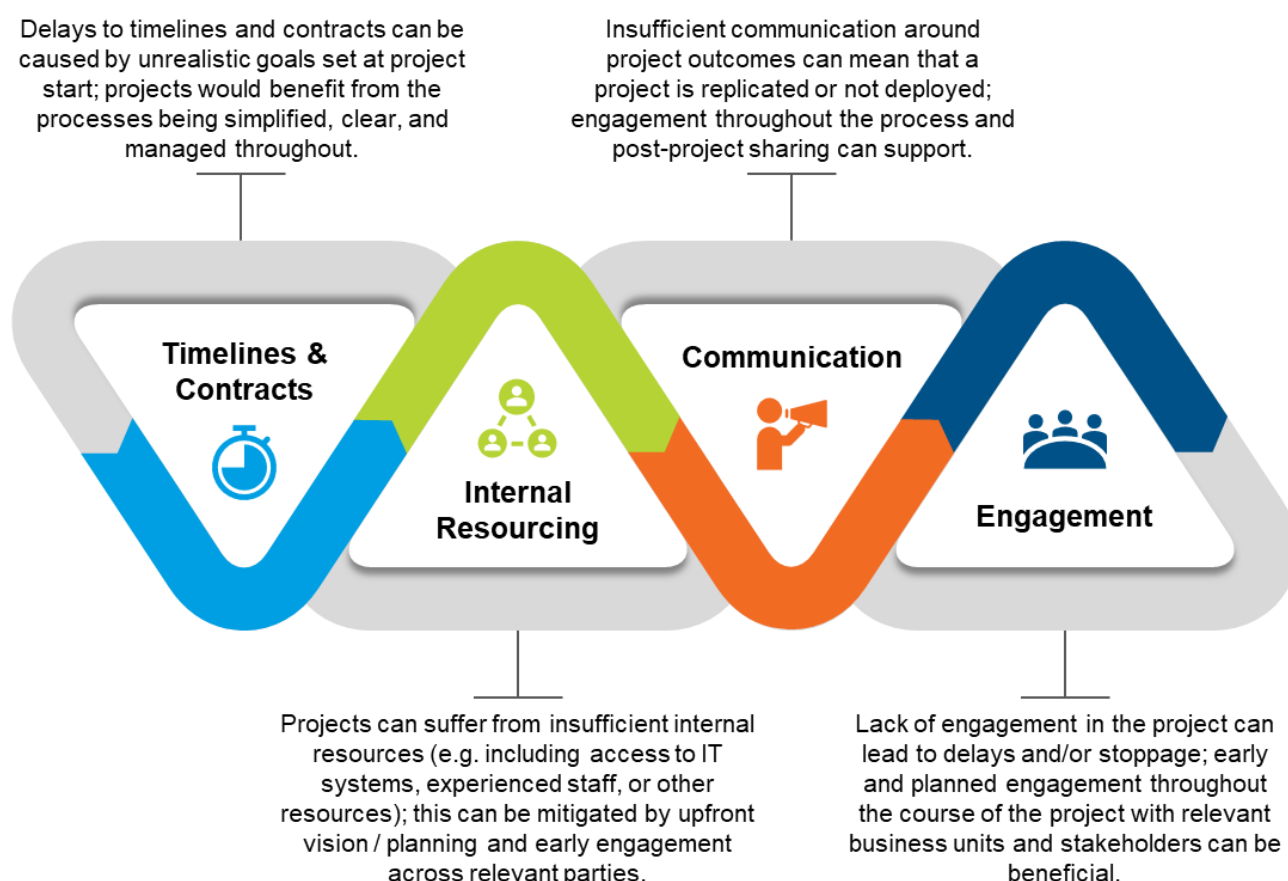 Delays to timelines and contracts can be
caused by unrealistic goals set at project
start; projects would benefit from the
processes being simplified, clear, and
managed throughout.
Insufficient communication around
project outcomes can mean that a
project is replicated or not deployed;
engagement throughout the process and
post-project sharing can support.
Timelines &
Contracts
Internal
Resourcing
Communication
Engagement
Projects can suffer from insufficient internal
resources (e.g. including access to IT
systems, experienced staff, or other
resources); this can be mitigated by upfront
vision / planning and early engagement
across relevant parties.
Lack of engagement in the project can
lead to delays and/or stoppage; early
and planned engagement throughout
the course of the project with relevant
business units and stakeholders can be
beneficial.